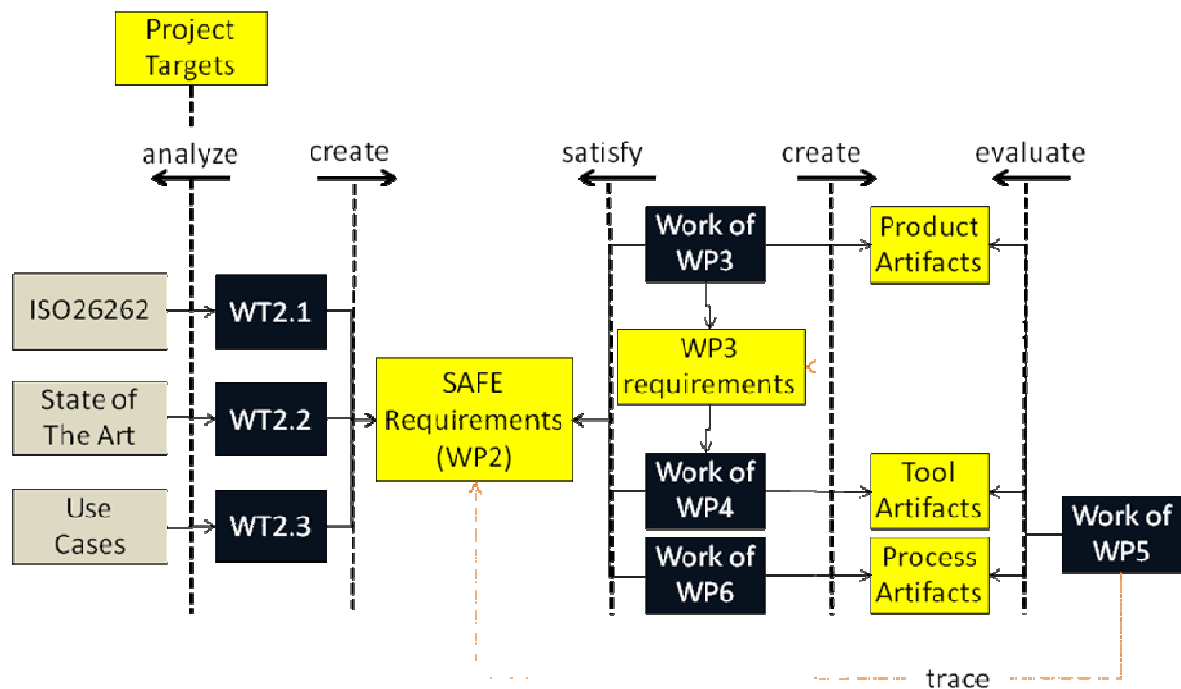 Project
Targets
analyze
create
satisfy
create
evaluate
Work of
WP3
Product
Artifacts
ISO26262
WT2.1
WP3
requirements
SAFE
Requirements
(WP2)
State of
The Art
WT2.2
Work of
WP4
Tool
Artifacts
Use
Cases
WT2.3
Work of
WP5
Work of
WP6
Process
Artifacts
trace